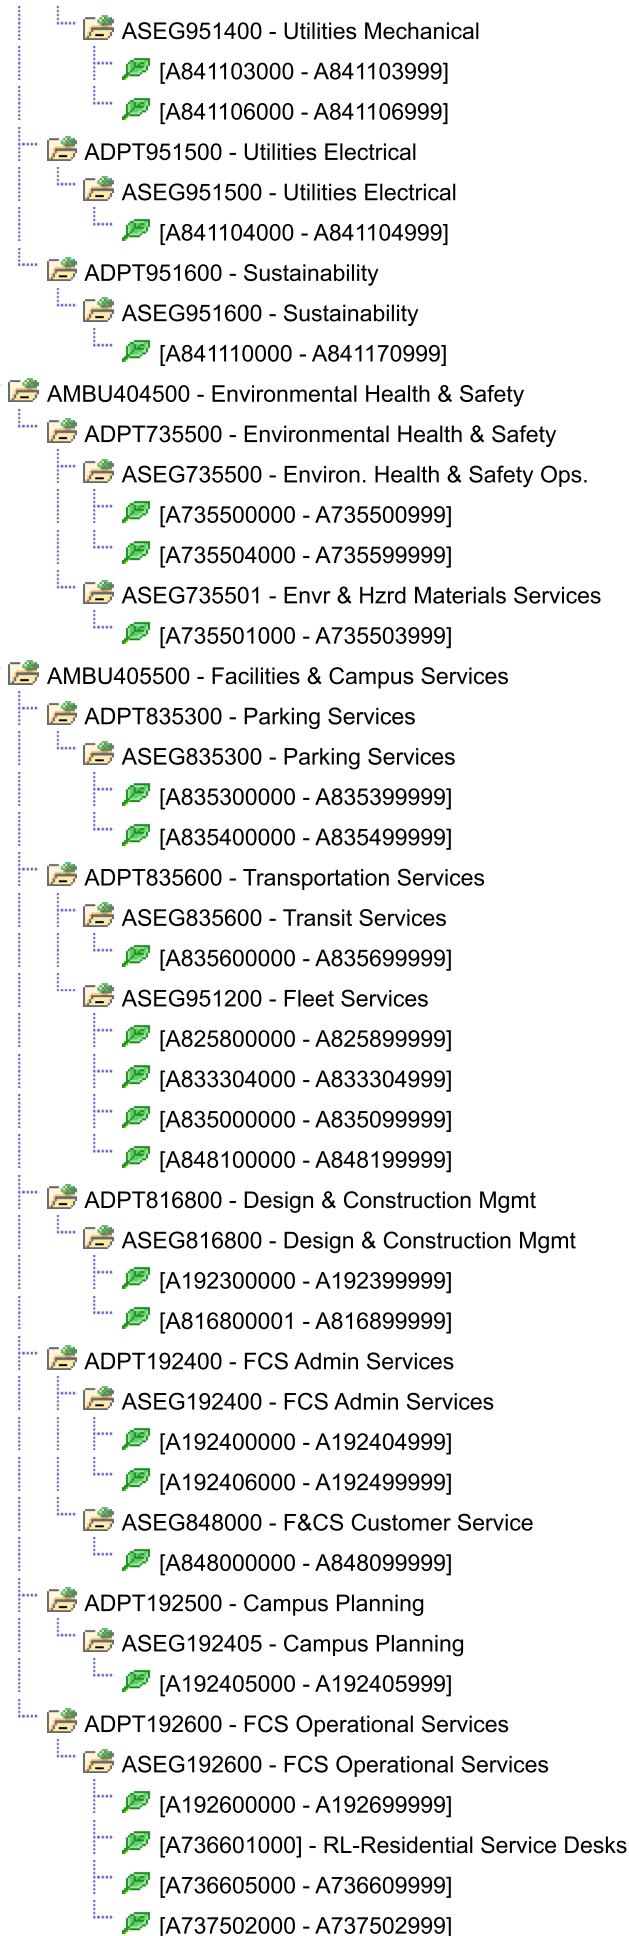 ASEG951400 - Utilities Mechanical
[A841103000 - A841103999]
[A841106000 - A841106999]
ADPT951500 - Utilities Electrical
ASEG951500 - Utilities Electrical
[A841104000 - A841104999]
ADPT951600 - Sustainability
ASEG951600 - Sustainability
[A841110000 - A841170999]
AMBU404500 - Environmental Health & Safety
ADPT735500 - Environmental Health & Safety
ASEG735500 - Environ. Health & Safety Ops.
[A735500000 - A735500999]
[A735504000 - A735599999]
ASEG735501 - Envr & Hzrd Materials Services
[A735501000 - A735503999]
AMBU405500 - Facilities & Campus Services
ADPT835300 - Parking Services
ASEG835300 - Parking Services
[A835300000 - A835399999]
[A835400000 - A835499999]
ADPT835600 - Transportation Services
ASEG835600 - Transit Services
[A835600000 - A835699999]
ASEG951200 - Fleet Services
[A825800000 - A825899999]
[A833304000 - A833304999]
[A835000000 - A835099999]
[A848100000 - A848199999]
ADPT816800 - Design & Construction Mgmt
ASEG816800 - Design & Construction Mgmt
[A192300000 - A192399999]
[A816800001 - A816899999]
ADPT192400 - FCS Admin Services
ASEG192400 - FCS Admin Services
[A192400000 - A192404999]
[A192406000 - A192499999]
ASEG848000 - F&CS Customer Service
[A848000000 - A848099999]
ADPT192500 - Campus Planning
ASEG192405 - Campus Planning
[A192405000 - A192405999]
ADPT192600 - FCS Operational Services
ASEG192600 - FCS Operational Services
[A192600000 - A192699999]
[A736601000] - RL-Residential Service Desks
[A736605000 - A736609999]
[A737502000 - A737502999]